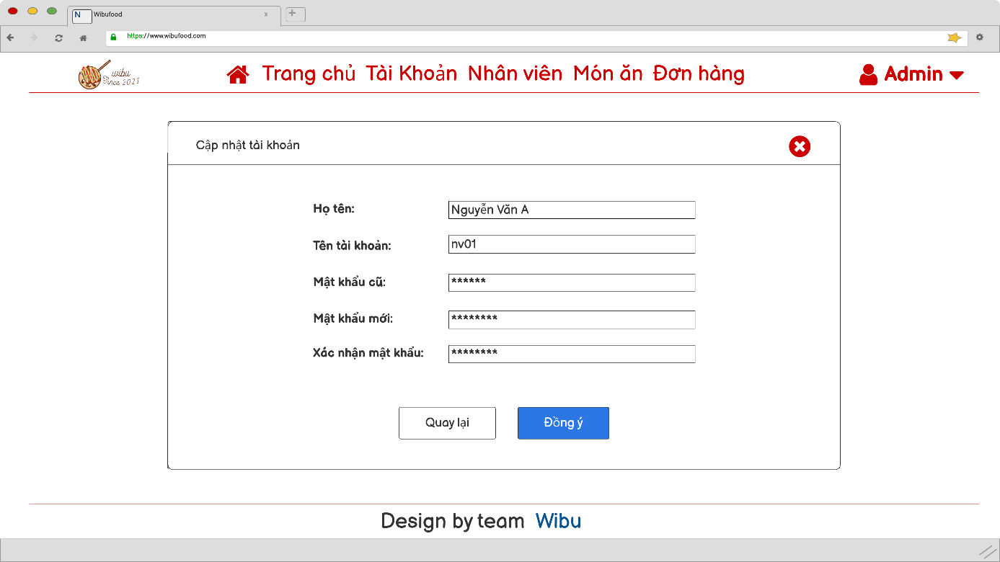 N Wibufood x
https://www.wibufood.com
wibu
Since 2021
Trang chủ Tài Khoản Nhân viên Món ăn Đơn hàng
Admin
Cập nhật tài khoản
Họ tên: Nguyễn Văn A
Tên tài khoản: nv01
Mật khẩu cũ: ******
Mật khẩu mới: ********
Xác nhận mật khẩu: ********
Quay lại Đồng ý
Design by team Wibu